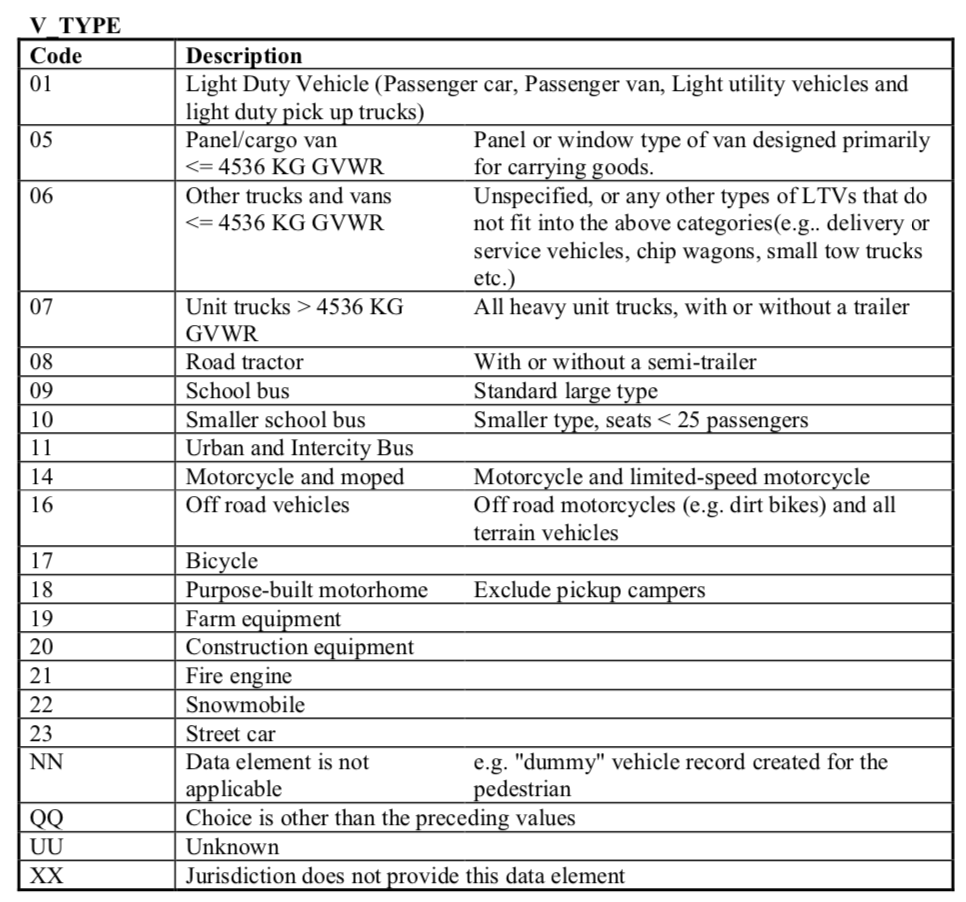 V_TYPE
Code Description
01 Light Duty Vehicle (Passenger car, Passenger van, Light utility vehicles and
light duty pick up trucks)
05 Panel/cargo van Panel or window type of van designed primarily
<= 4536 KG GVWR for carrying goods.
06 Other trucks and vans Unspecified, or any other types of LTVs that do
<= 4536 KG GVWR not fit into the above categories(e.g.. delivery or
service vehicles, chip wagons, small tow trucks
etc.)
07 Unit trucks > 4536 KG All heavy unit trucks, with or without a trailer
GVWR
08 Road tractor With or without a semi-trailer
09 School bus Standard large type
10 Smaller school bus Smaller type, seats < 25 passengers
11 Urban and Intercity Bus
14 Motorcycle and moped Motorcycle and limited-speed motorcycle
16 Off road vehicles Off road motorcycles (e.g. dirt bikes) and all
terrain vehicles
17 Bicycle
18 Purpose-built motorhome Exclude pickup campers
19 Farm equipment
20 Construction equipment
21 Fire engine
22 Snowmobile
23 Street car
NN Data element is not e.g. "dummy" vehicle record created for the
applicable pedestrian
QQ Choice is other than the preceding values
UU Unknown
XX Jurisdiction does not provide this data element